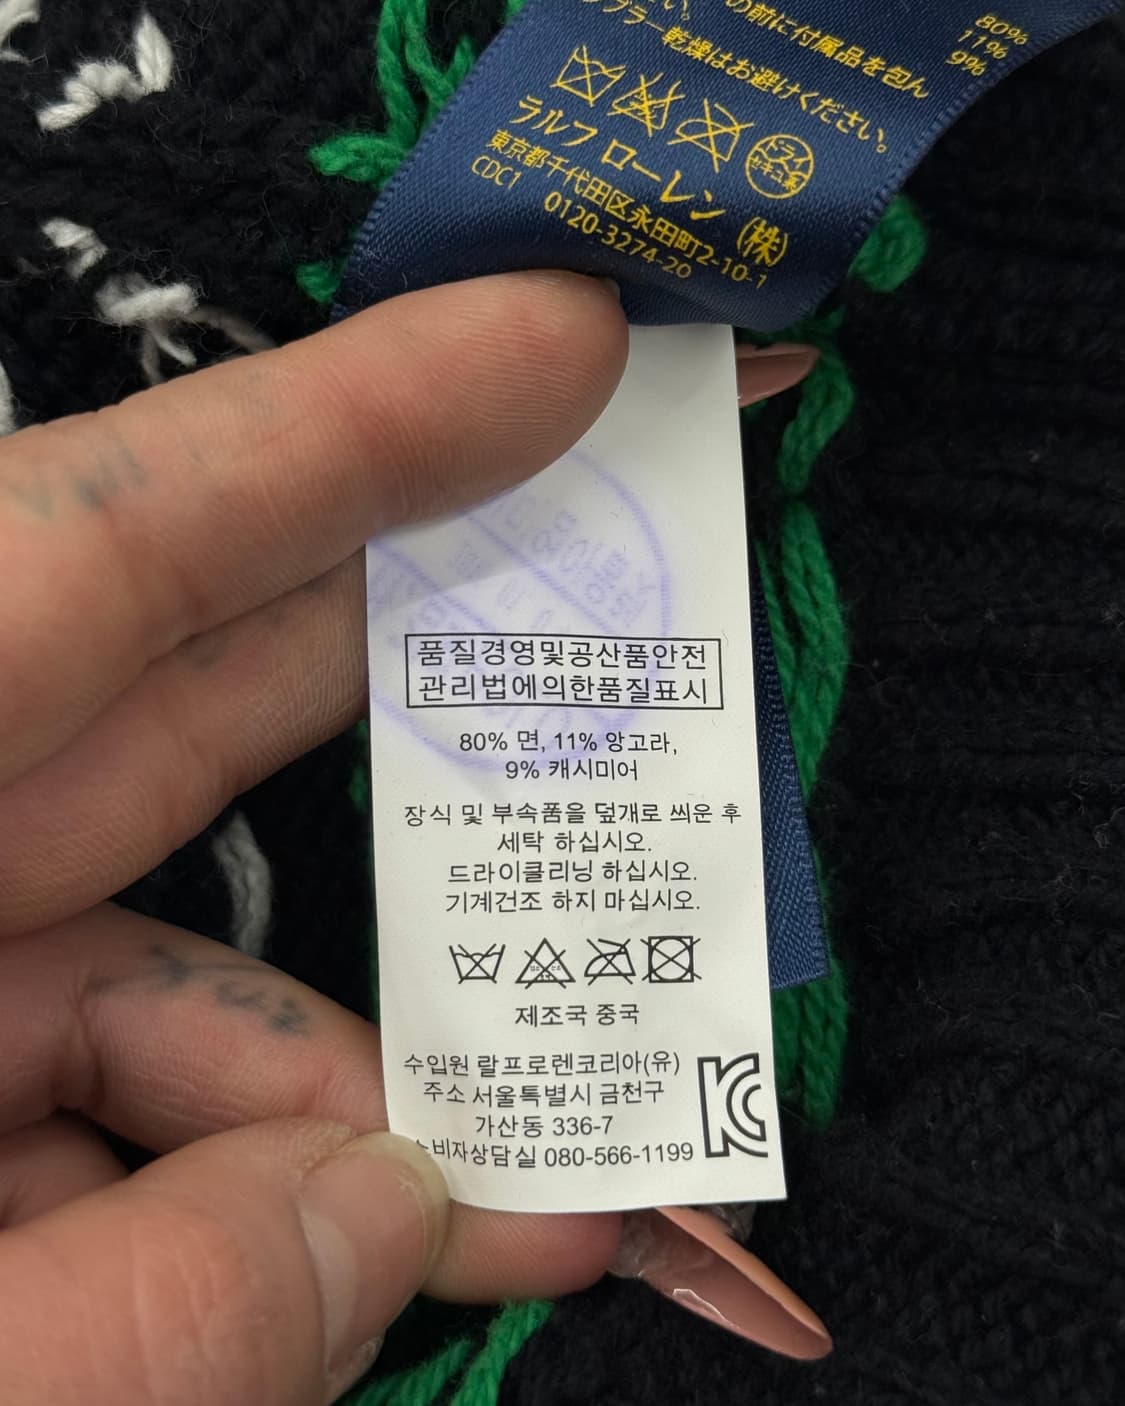 い。
の前に付属品を包ん
ブラー乾燥はお避けください。
80%
11%
9%
ドライ
セキユ系
ラルフ ローレン (株)
東京都千代田区永田町2-10-1
CDC1 0120-3274-20
품질경영및공산품안전
관리법에의한품질표시
80% 면, 11% 앙고라,
9% 캐시미어
장식 및 부속품을 덮개로 씌운 후
세탁 하십시오.
드라이클리닝 하십시오.
기계건조 하지 마십시오.
제조국 중국
수입원 랄프로렌코리아(유)
주소 서울특별시 금천구
가산동 336-7
소비자상담실 080-566-1199